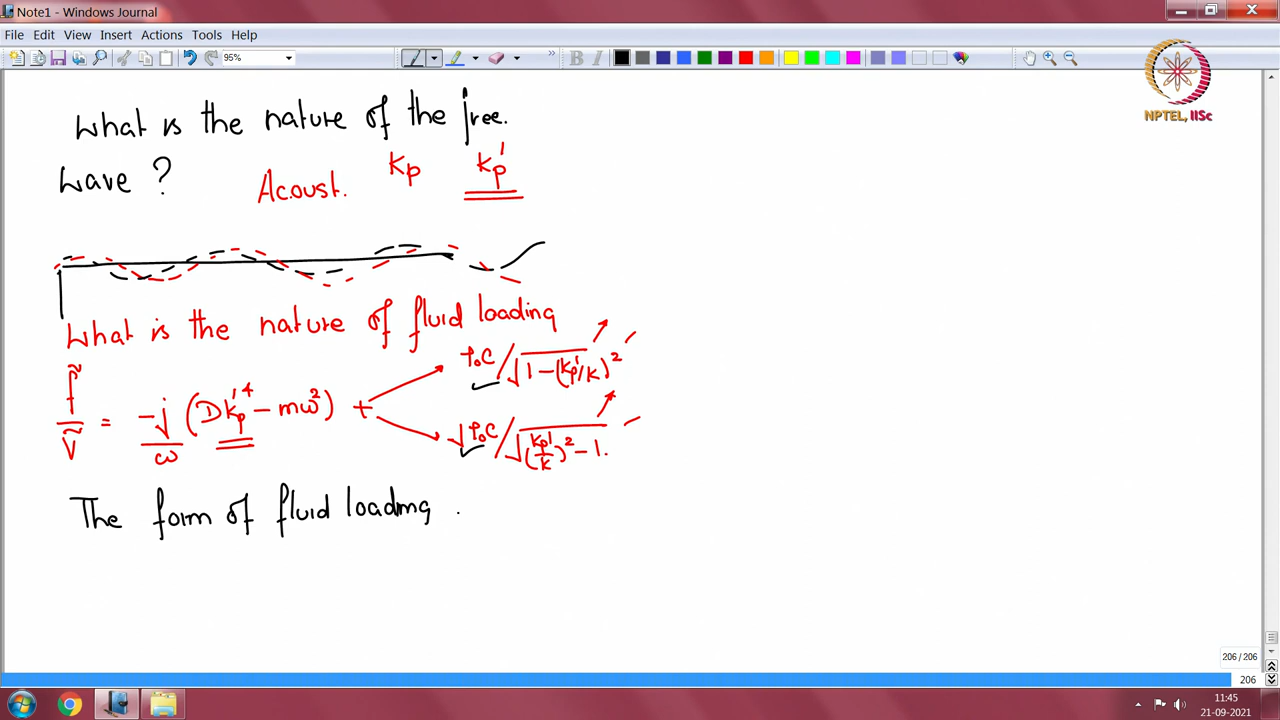 Note1 - Windows Journal
File Edit View Insert Actions Tools Help
95%
B I
NPTEL, IISc
What is the nature of the free.
wave ? Acoust. kp kp'
What is the nature of fluid loading
f̃/Ṽ = -j/ω (Dkp'^4 - mω²) +
ρ₀C/√1-(kp'/k)²
√ρ₀C/√(kp'/k)² - 1.
The form of fluid loading .
206 / 206
206
11:45
21-09-2021